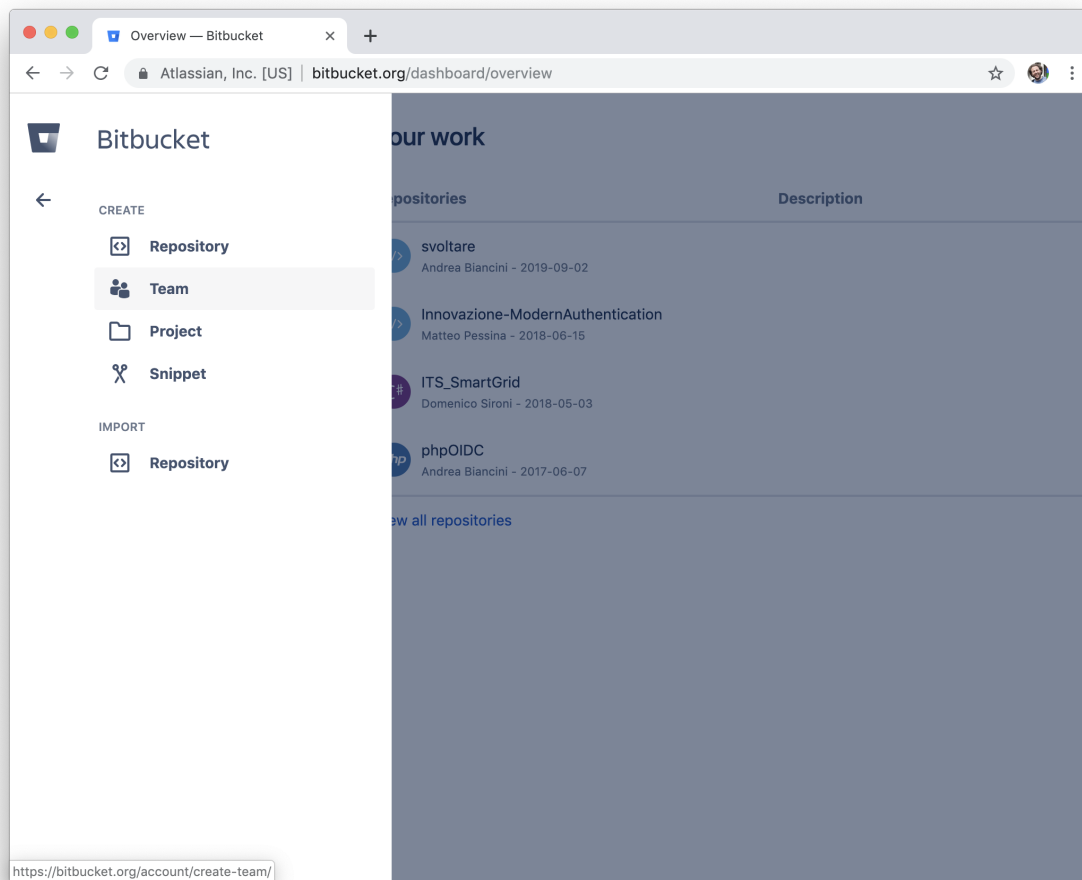 Overview — Bitbucket
Atlassian, Inc. [US] | bitbucket.org/dashboard/overview
Bitbucket
CREATE
Repository
Team
Project
Snippet
IMPORT
Repository
our work
positories Description
svoltare
Andrea Biancini - 2019-09-02
Innovazione-ModernAuthentication
Matteo Pessina - 2018-06-15
#
ITS_SmartGrid
Domenico Sironi - 2018-05-03
hp
phpOIDC
Andrea Biancini - 2017-06-07
ew all repositories
https://bitbucket.org/account/create-team/